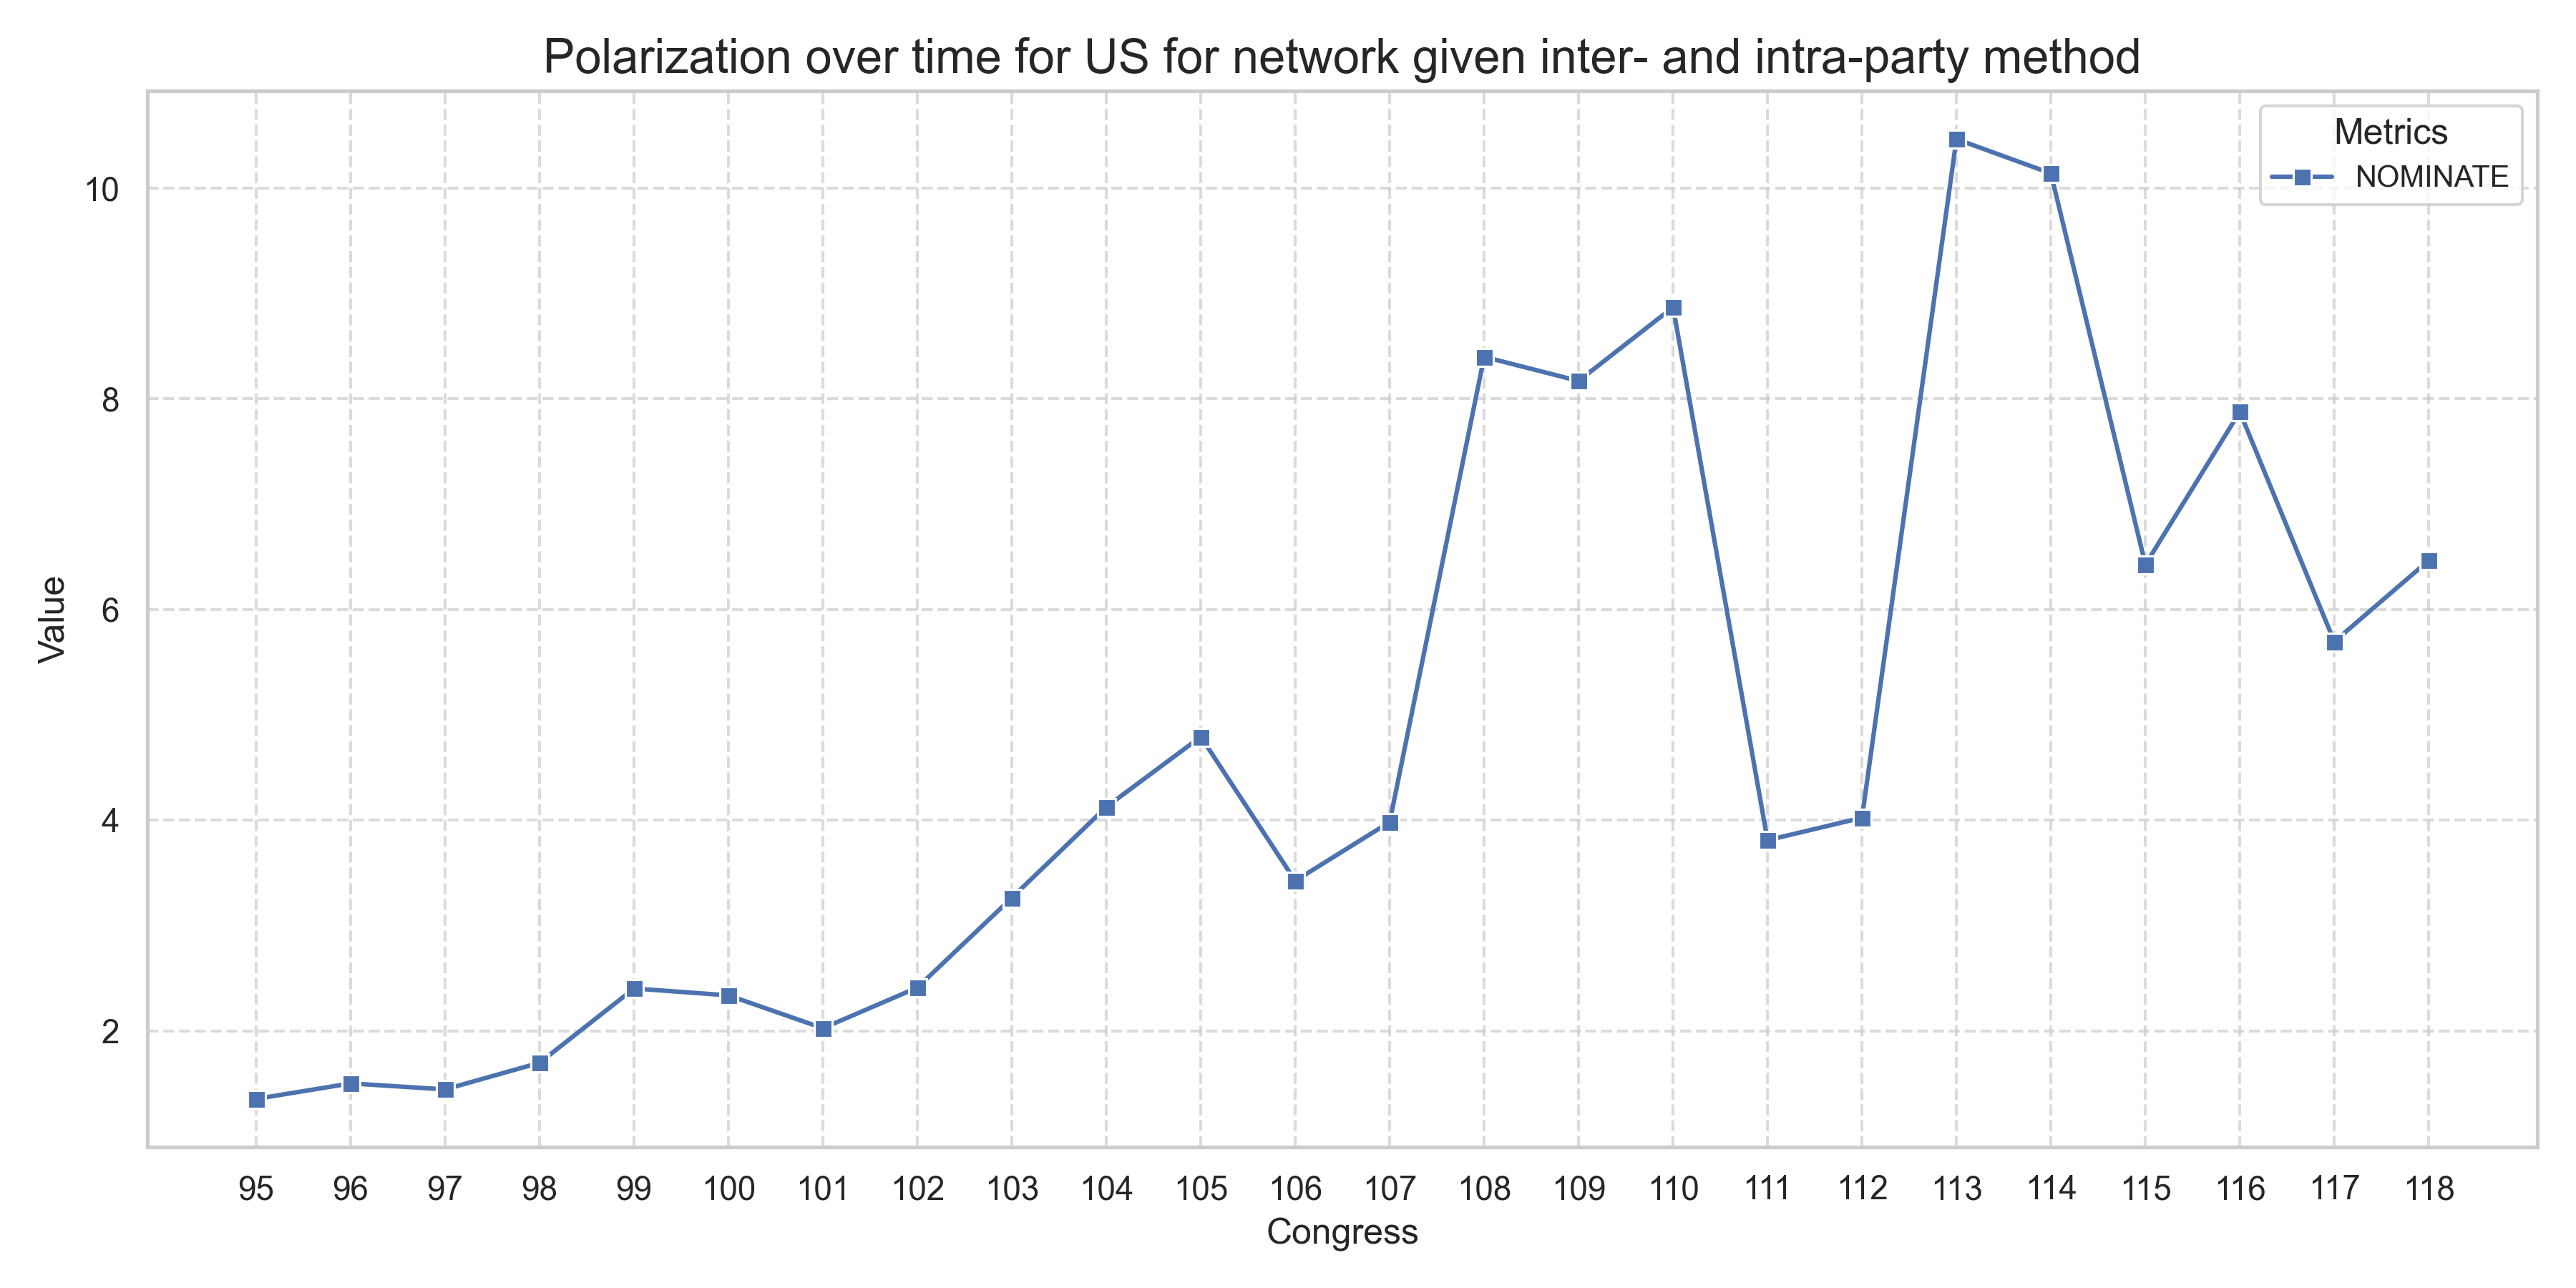 Polarization over time for US for network given inter- and intra-party method
Metrics
NOMINATE
10
8
6
4
2
Value
95 96 97 98 99 100 101 102 103 104 105 106 107 108 109 110 111 112 113 114 115 116 117 118
Congress